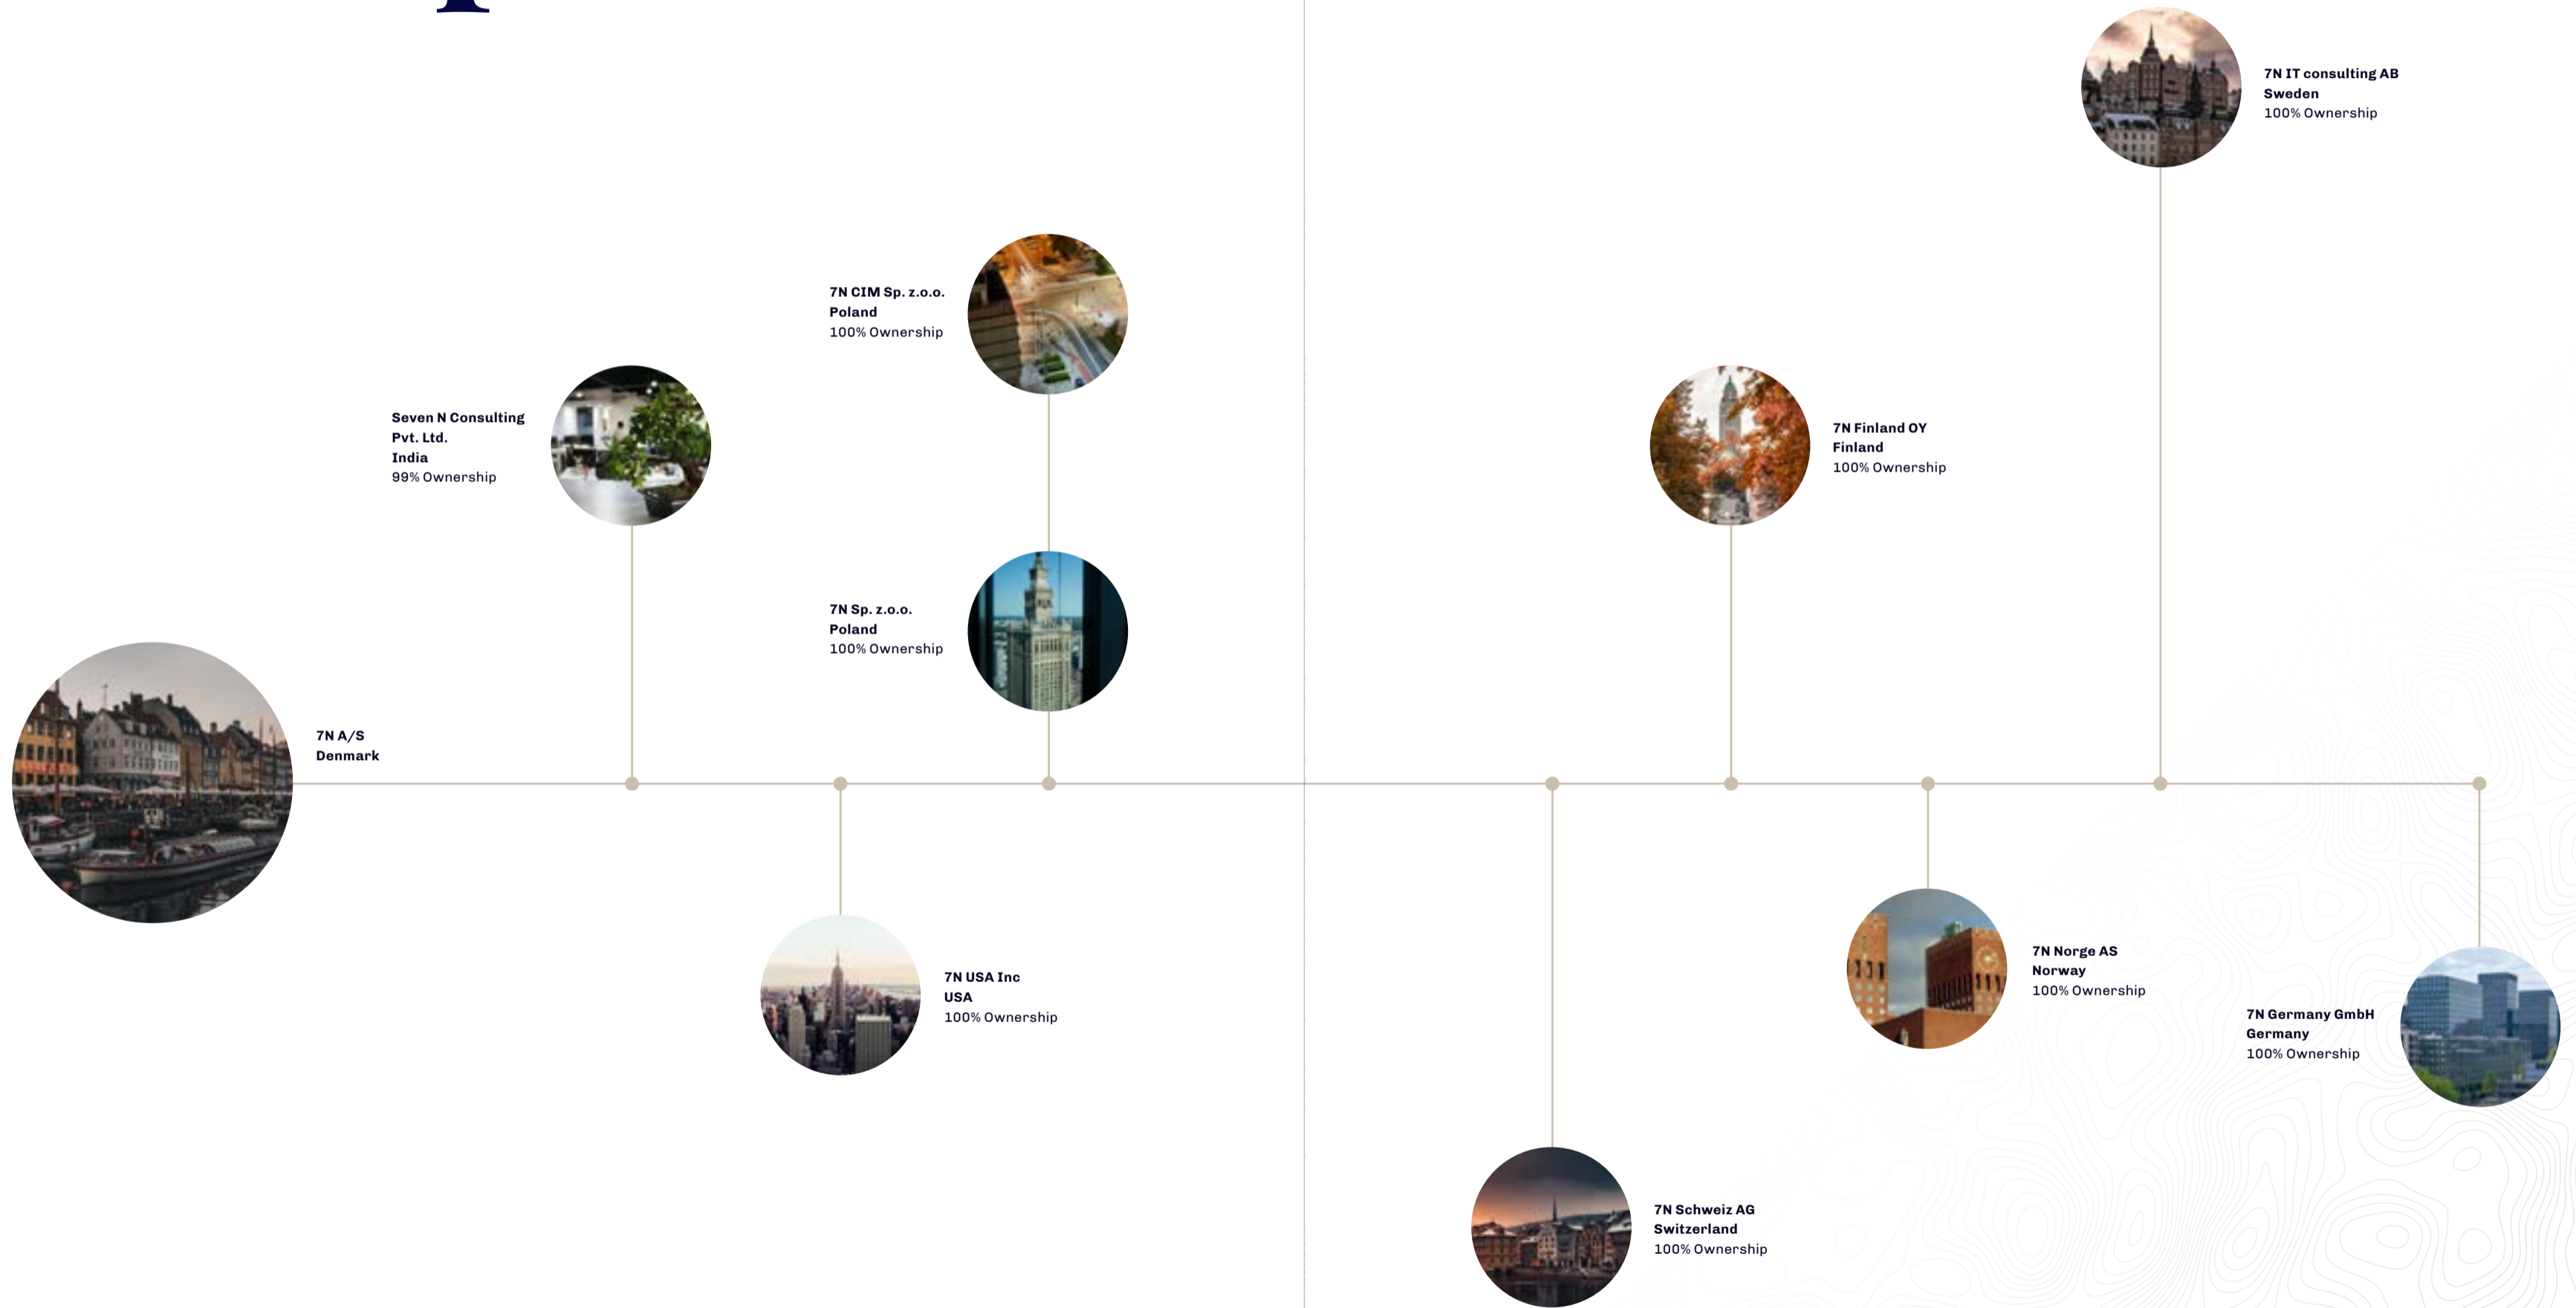 7N IT consulting AB
Sweden
100% Ownership
7N CIM Sp. z.o.o.
Poland
100% Ownership
Seven N Consulting
Pvt. Ltd.
India
99% Ownership
7N Finland OY
Finland
100% Ownership
7N Sp. z.o.o.
Poland
100% Ownership
7N A/S
Denmark
7N USA Inc
USA
100% Ownership
7N Norge AS
Norway
100% Ownership
7N Germany GmbH
Germany
100% Ownership
7N Schweiz AG
Switzerland
100% Ownership